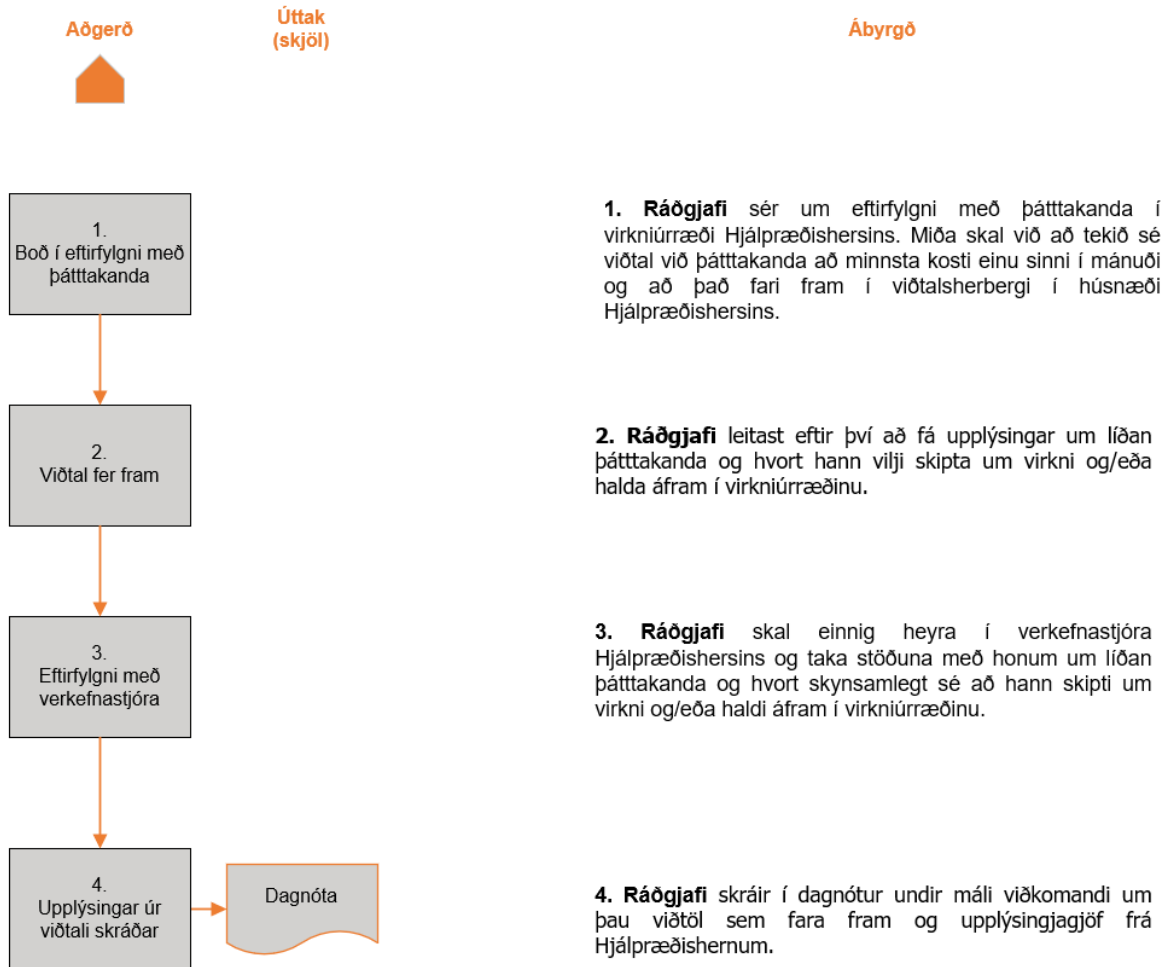 Aðgerð
Úttak
(skjöl)
Ábyrgð
1.
Boð í eftirfylgni með
þátttakanda
1. Ráðgjafi sér um eftirfylgni með þátttakanda í
virkniúrræði Hjálpræðishersins. Miða skal við að tekið sé
viðtal við þátttakanda að minnsta kosti einu sinni í mánuði
og að það fari fram í viðtalsherbergi í húsnæði
Hjálpræðishersins.
2.
Viðtal fer fram
2. Ráðgjafi leitast eftir því að fá upplýsingar um líðan
þátttakanda og hvort hann vilji skipta um virkni og/eða
halda áfram í virkniúrræðinu.
3.
Eftirfylgni með
verkefnastjóra
3. Ráðgjafi skal einnig heyra í verkefnastjóra
Hjálpræðishersins og taka stöðuna með honum um líðan
þátttakanda og hvort skynsamlegt sé að hann skipti um
virkni og/eða haldi áfram í virkniúrræðinu.
4.
Upplýsingar úr
viðtali skráðar
Dagnóta
4. Ráðgjafi skráir í dagnótur undir máli viðkomandi um
þau viðtöl sem fara fram og upplýsingjagjöf frá
Hjálpræðishernum.